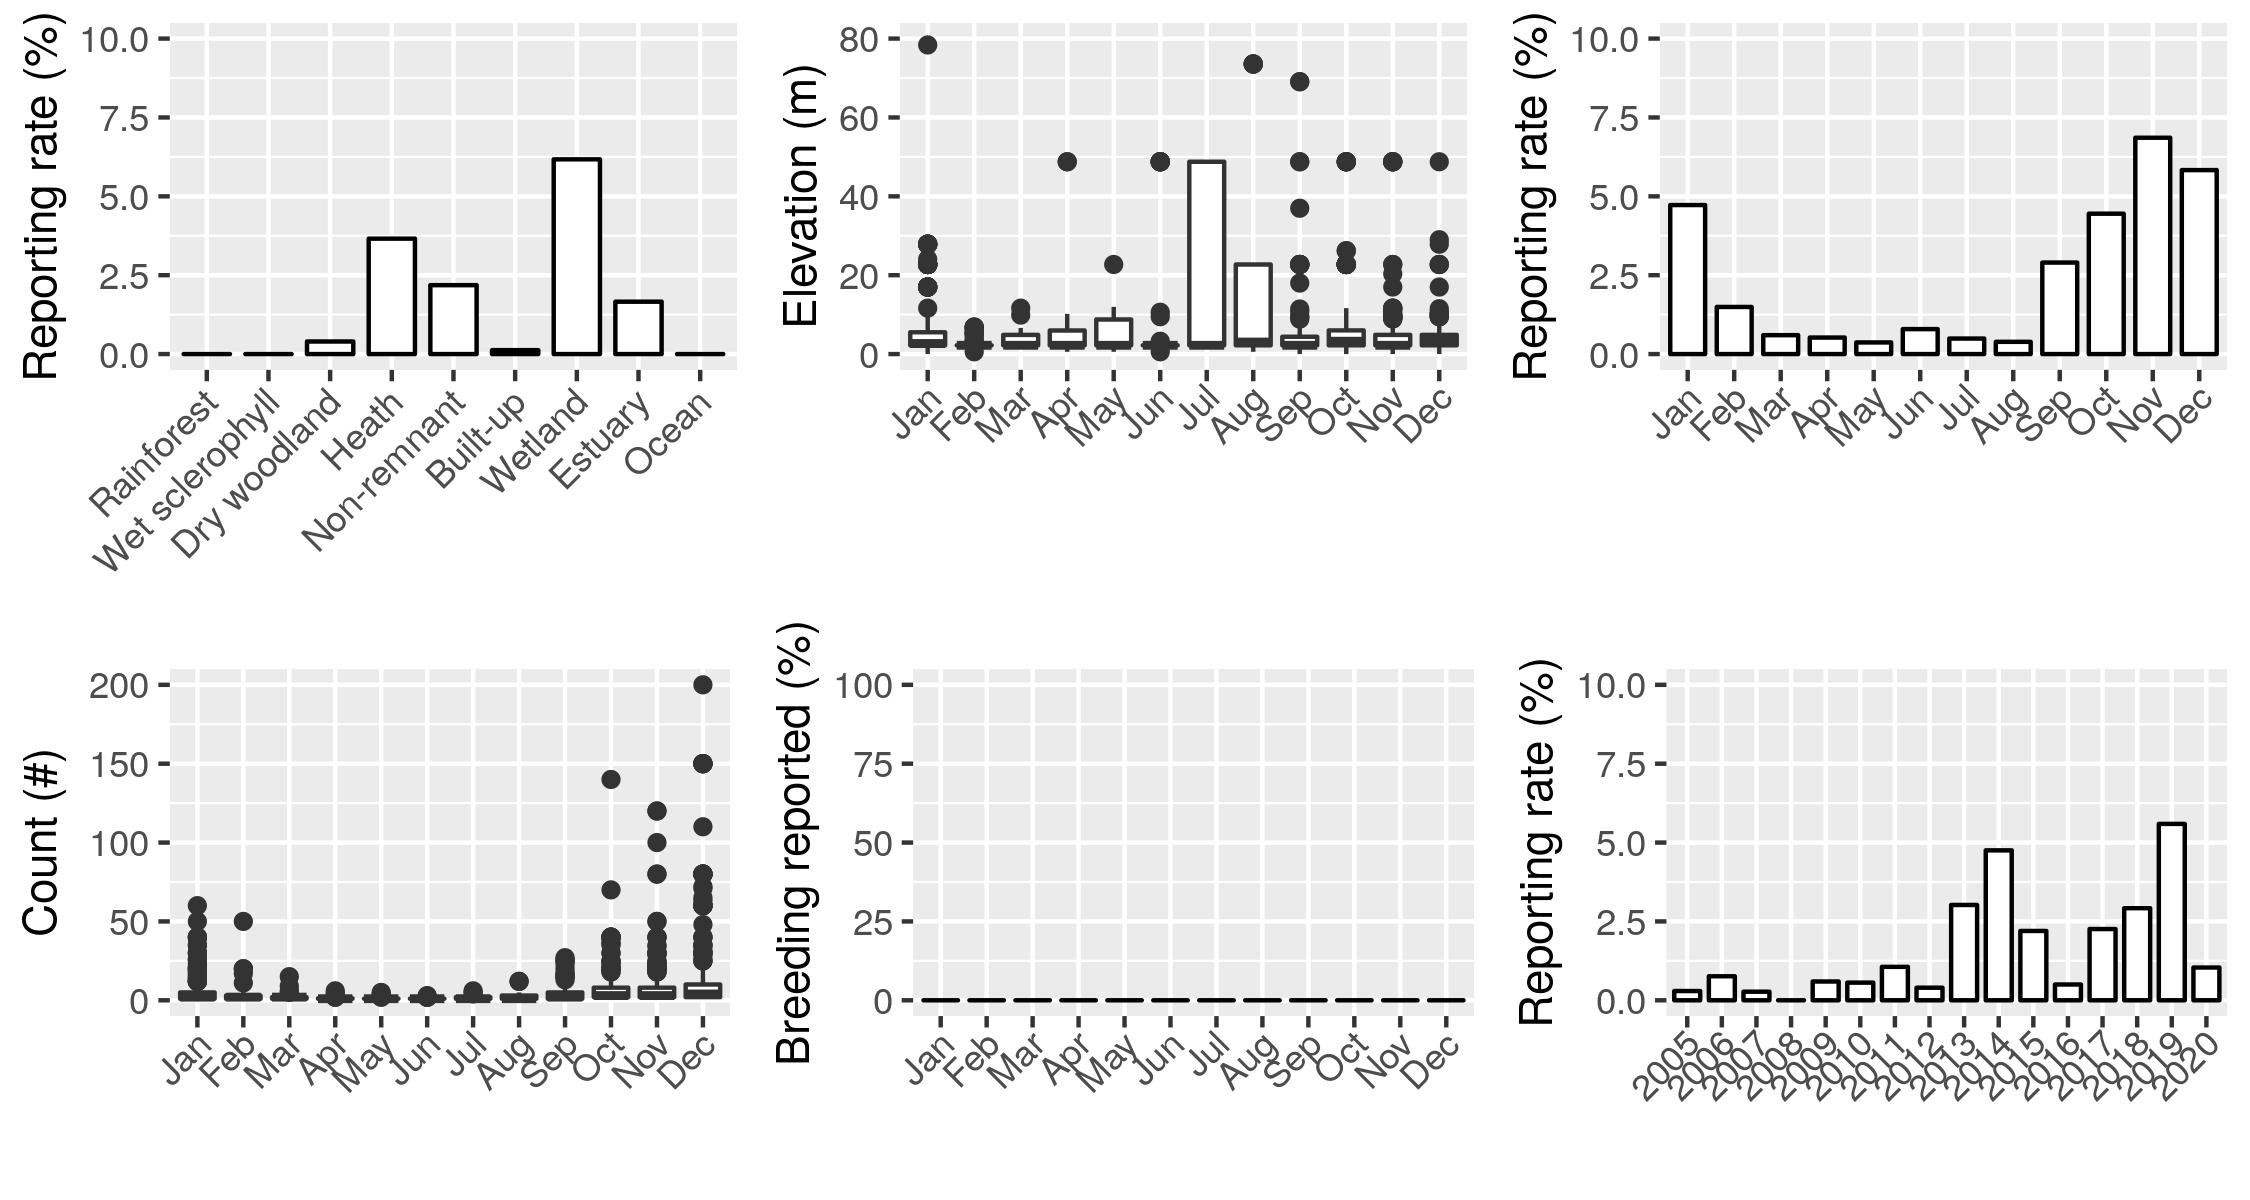 Reporting rate (%)
10.0
7.5
5.0
2.5
0.0
Rainforest
Wet sclerophyll
Dry woodland
Heath
Non-remnant
Built-up
Wetland
Estuary
Ocean
Elevation (m)
80
60
40
20
0
Jan
Feb
Mar
Apr
May
Jun
Jul
Aug
Sep
Oct
Nov
Dec
Reporting rate (%)
10.0
7.5
5.0
2.5
0.0
Jan
Feb
Mar
Apr
May
Jun
Jul
Aug
Sep
Oct
Nov
Dec
Count (#)
200
150
100
50
0
Jan
Feb
Mar
Apr
May
Jun
Jul
Aug
Sep
Oct
Nov
Dec
Breeding reported (%)
100
75
50
25
0
Jan
Feb
Mar
Apr
May
Jun
Jul
Aug
Sep
Oct
Nov
Dec
Reporting rate (%)
10.0
7.5
5.0
2.5
0.0
2005
2006
2007
2008
2009
2010
2011
2012
2013
2014
2015
2016
2017
2018
2019
2020